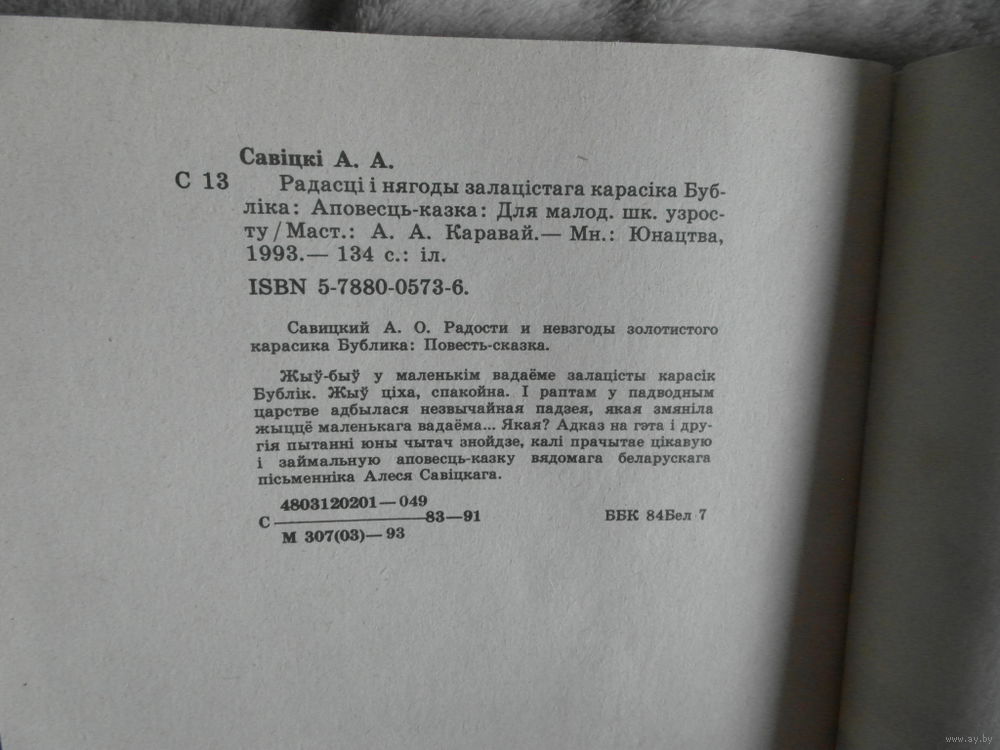 Савіцкі А. А.
С 13 Радасці і нягоды залацістага карасіка Буб-
ліка: Аповесць-казка: Для малод. шк. узрос-
ту / Маст.: А. А. Каравай.— Мн.: Юнацтва,
1993.— 134 с.: іл.
ISBN 5-7880-0573-6.
Савицкий А. О. Радости и невзгоды золотистого
карасика Бублика: Повесть-сказка.
Жыў-быў у маленькім вадаёме залацісты карасік
Бублік. Жыў ціха, спакойна. І раптам у падводным
царстве адбылася незвычайная падзея, якая змяніла
жыццё маленькага вадаёма... Якая? Адказ на гэта і дру-
гія пытанні юны чытач знойдзе, калі прачытае цікавую
і займальную аповесць-казку вядомага беларускага
пісьменніка Алеся Савіцкага.
4803120201—049
С 83—91 ББК 84Бел 7
М 307(03)—93
www.ay.by